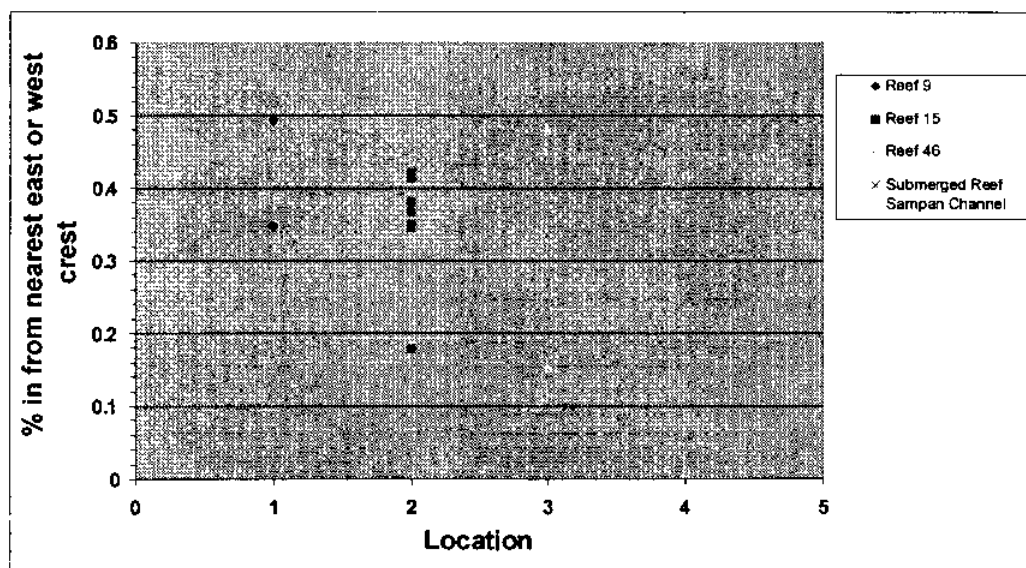 % in from nearest east or west
crest
0.6
0.5
0.4
0.3
0.2
0.1
0
0
1
2
3
4
5
Location
Reef 9
Reef 15
Reef 46
Submerged Reef
Sampan Channel